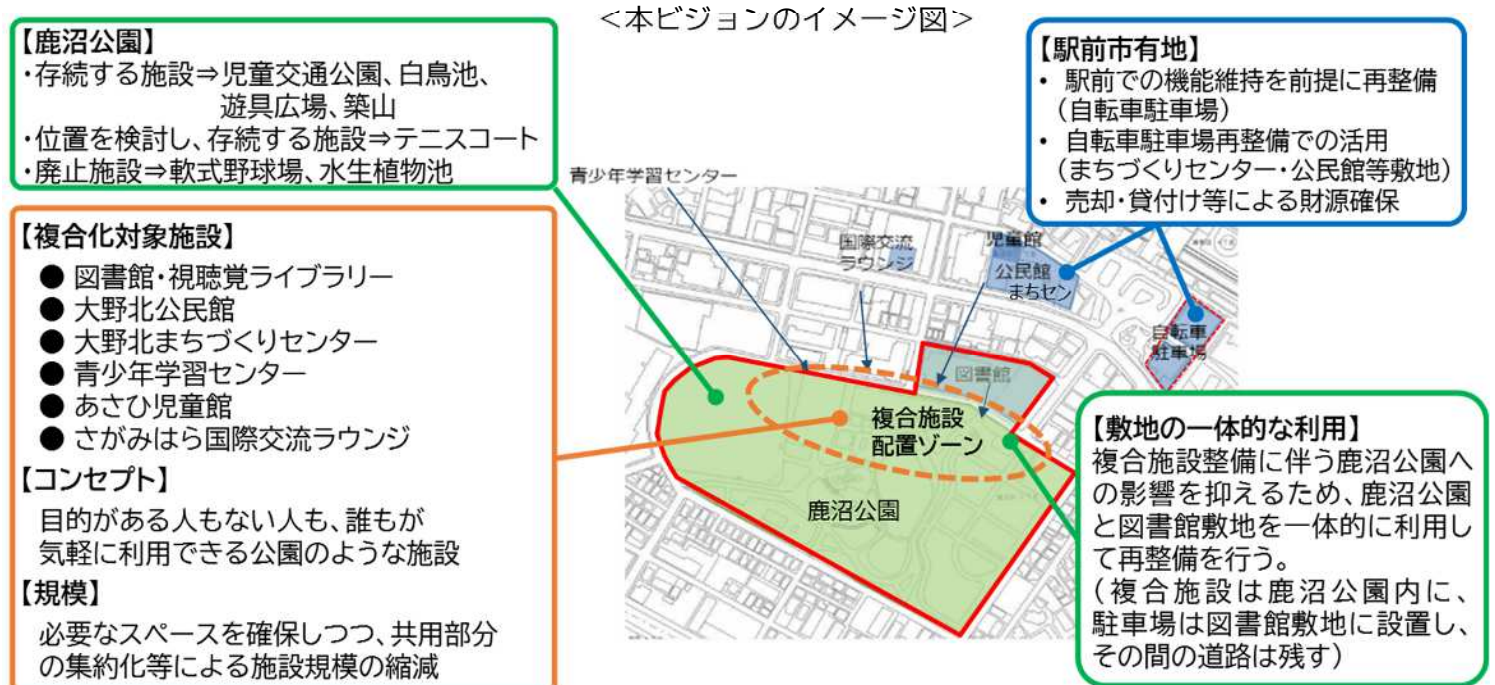 <本ビジョンのイメージ図>
【鹿沼公園】
・存続する施設⇒児童交通公園、白鳥池、
遊具広場、築山
・位置を検討し、存続する施設⇒テニスコート
・廃止施設⇒軟式野球場、水生植物池
【複合化対象施設】
● 図書館・視聴覚ライブラリー
● 大野北公民館
● 大野北まちづくりセンター
● 青少年学習センター
● あさひ児童館
● さがみはら国際交流ラウンジ
【コンセプト】
目的がある人もない人も、誰もが
気軽に利用できる公園のような施設
【規模】
必要なスペースを確保しつつ、共用部分
の集約化等による施設規模の縮減
青少年学習センター
国際交流
ラウンジ
児童館
公民館
まちセン
自転車
駐車場
図書館
複合施設
配置ゾーン
鹿沼公園
【駅前市有地】
• 駅前での機能維持を前提に再整備
(自転車駐車場)
• 自転車駐車場再整備での活用
(まちづくりセンター・公民館等敷地)
• 売却・貸付け等による財源確保
【敷地の一体的な利用】
複合施設整備に伴う鹿沼公園へ
の影響を抑えるため、鹿沼公園
と図書館敷地を一体的に利用し
て再整備を行う。
(複合施設は鹿沼公園内に、
駐車場は図書館敷地に設置し、
その間の道路は残す)